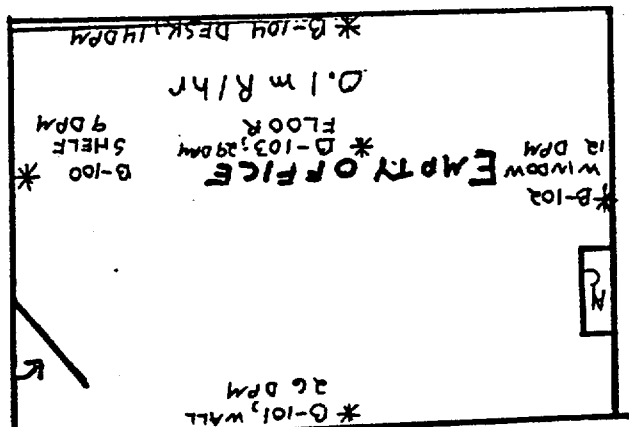 * B-101, WALL
26 DPM
AC
* B-102
WINDOW
12 DPM
EMPTY OFFICE
* B-100
SHELF
9 DPM
* B-103; 29 DPM
FLOOR
0.1 mR/hr
* B-104 DESK, 14 DPM